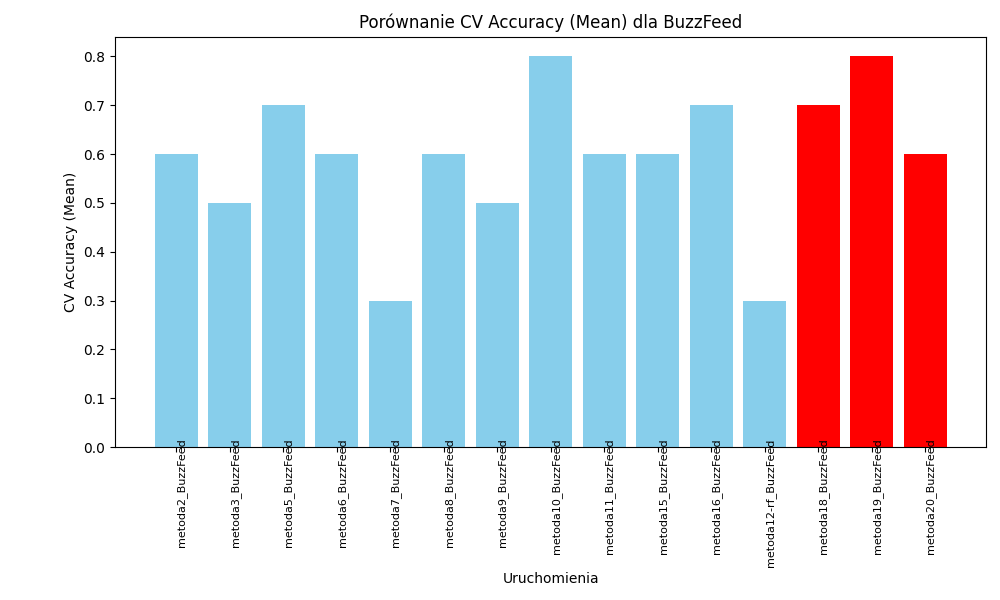 Porównanie CV Accuracy (Mean) dla BuzzFeed
CV Accuracy (Mean)
0.8
0.7
0.6
0.5
0.4
0.3
0.2
0.1
0.0
metoda2_BuzzFeed
metoda3_BuzzFeed
metoda5_BuzzFeed
metoda6_BuzzFeed
metoda7_BuzzFeed
metoda8_BuzzFeed
metoda9_BuzzFeed
metoda10_BuzzFeed
metoda11_BuzzFeed
metoda15_BuzzFeed
metoda16_BuzzFeed
metoda12-rf_BuzzFeed
metoda18_BuzzFeed
metoda19_BuzzFeed
metoda20_BuzzFeed
Uruchomienia